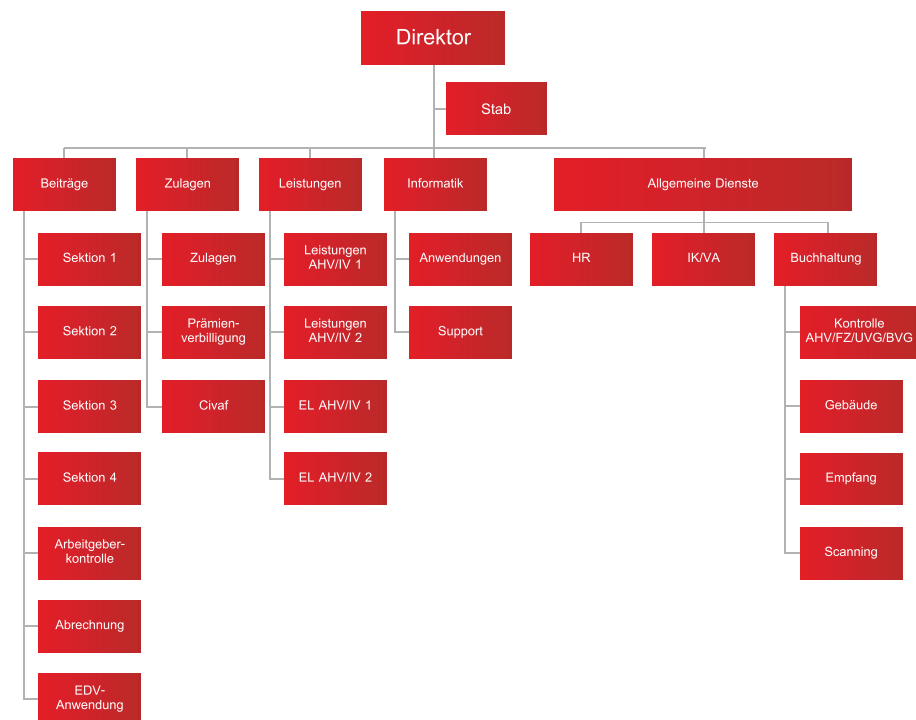 Direktor
Stab
Beiträge
Zulagen
Leistungen
Informatik
Allgemeine Dienste
Sektion 1
Sektion 2
Sektion 3
Sektion 4
Arbeitgeber-
kontrolle
Abrechnung
EDV-
Anwendung
Zulagen
Prämien-
verbilligung
Civaf
Leistungen
AHV/IV 1
Leistungen
AHV/IV 2
EL AHV/IV 1
EL AHV/IV 2
Anwendungen
Support
HR
IK/VA
Buchhaltung
Kontrolle
AHV/FZ/UVG/BVG
Gebäude
Empfang
Scanning